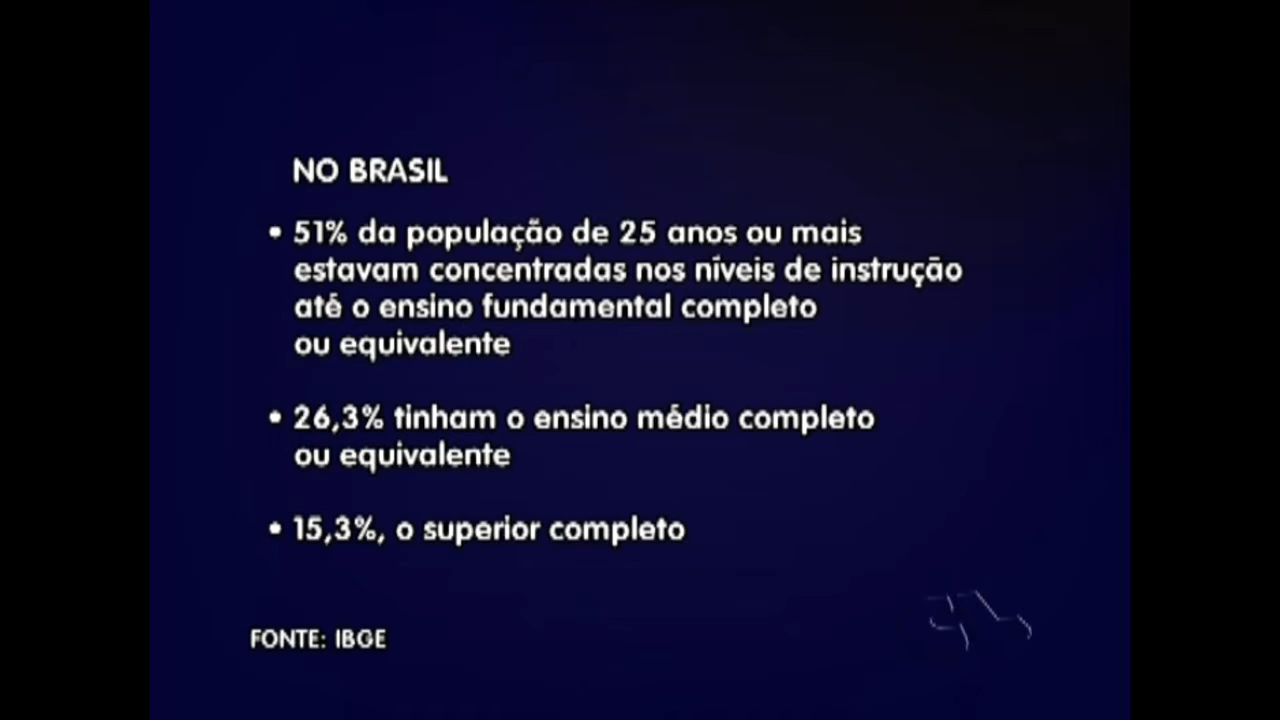 NO BRASIL
• 51% da população de 25 anos ou mais
estavam concentradas nos níveis de instrução
até o ensino fundamental completo
ou equivalente
• 26,3% tinham o ensino médio completo
ou equivalente
• 15,3%, o superior completo
FONTE: IBGE